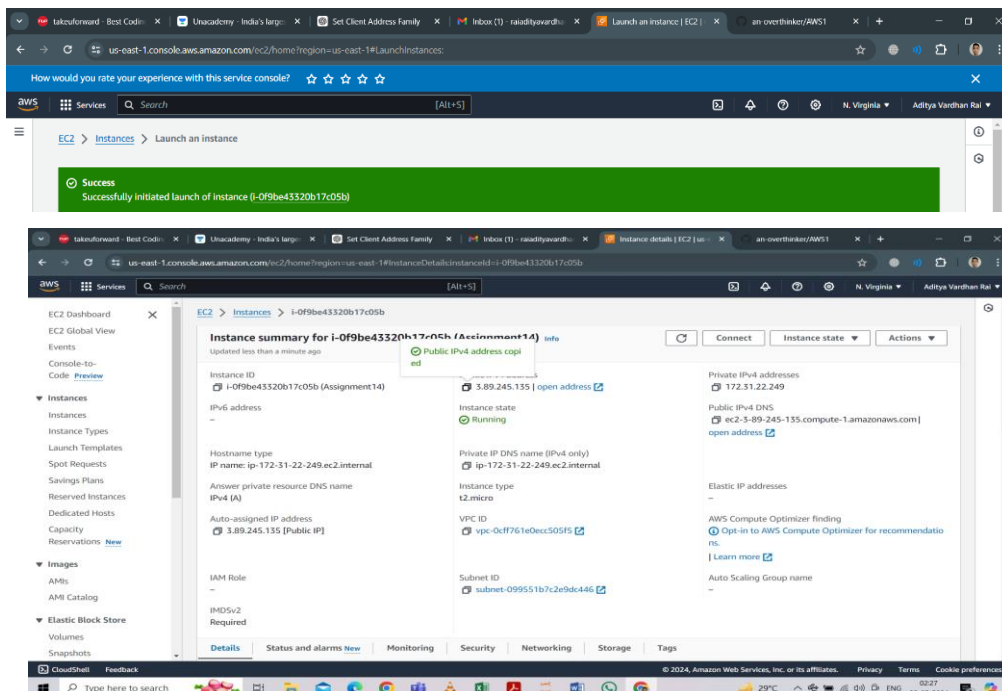 takeuforward - Best Codin
Unacademy - India's large
Set Client Address Family
Inbox (1) - raiadityavardha
Launch an instance | EC2 |
an-overthinker/AWS1
us-east-1.console.aws.amazon.com/ec2/home?region=us-east-1#LaunchInstances:
How would you rate your experience with this service console?
aws Services Search [Alt+S] N. Virginia Aditya Vardhan Rai
EC2 > Instances > Launch an instance
Success
Successfully initiated launch of instance (i-0f9be43320b17c05b)
takeuforward - Best Codin
Unacademy - India's large
Set Client Address Family
Inbox (1) - raiadityavardha
Instance details | EC2 | us-
an-overthinker/AWS1
us-east-1.console.aws.amazon.com/ec2/home?region=us-east-1#InstanceDetails:instanceId=i-0f9be43320b17c05b
aws Services Search [Alt+S] N. Virginia Aditya Vardhan Rai
EC2 Dashboard
EC2 Global View
Events
Console-to-
Code Preview
Instances
Instances
Instance Types
Launch Templates
Spot Requests
Savings Plans
Reserved Instances
Dedicated Hosts
Capacity
Reservations New
Images
AMIs
AMI Catalog
Elastic Block Store
Volumes
Snapshots
EC2 > Instances > i-0f9be43320b17c05b
Instance summary for i-0f9be43320b17c05b (Assignment14) Info
Updated less than a minute ago
Connect Instance state Actions
Public IPv4 address copi
ed
Instance ID
i-0f9be43320b17c05b (Assignment14)
3.89.245.135 | open address
Private IPv4 addresses
172.31.22.249
IPv6 address
–
Instance state
Running
Public IPv4 DNS
ec2-3-89-245-135.compute-1.amazonaws.com |
open address
Hostname type
IP name: ip-172-31-22-249.ec2.internal
Private IP DNS name (IPv4 only)
ip-172-31-22-249.ec2.internal
Answer private resource DNS name
IPv4 (A)
Instance type
t2.micro
Elastic IP addresses
–
Auto-assigned IP address
3.89.245.135 [Public IP]
VPC ID
vpc-0cff761e0ecc505f5
AWS Compute Optimizer finding
Opt-in to AWS Compute Optimizer for recommendatio
ns.
| Learn more
IAM Role
–
Subnet ID
subnet-099551b7c2e9dc446
Auto Scaling Group name
–
IMDSv2
Required
Details Status and alarms New Monitoring Security Networking Storage Tags
CloudShell Feedback © 2024, Amazon Web Services, Inc. or its affiliates. Privacy Terms Cookie preferences
Type here to search 29°C ENG 02:27